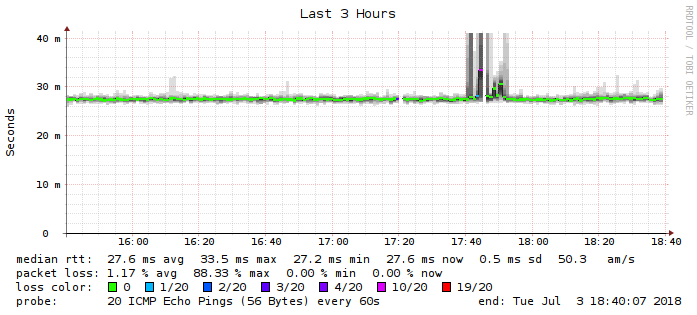 Last 3 Hours
RRDTOOL / TOBI OETIKER
Seconds
40 m
30 m
20 m
10 m
0
16:00 16:20 16:40 17:00 17:20 17:40 18:00 18:20 18:40
median rtt: 27.6 ms avg 33.5 ms max 27.2 ms min 27.6 ms now 0.5 ms sd 50.3 am/s
packet loss: 1.17 % avg 88.33 % max 0.00 % min 0.00 % now
loss color: 0 1/20 2/20 3/20 4/20 10/20 19/20
probe: 20 ICMP Echo Pings (56 Bytes) every 60s end: Tue Jul 3 18:40:07 2018